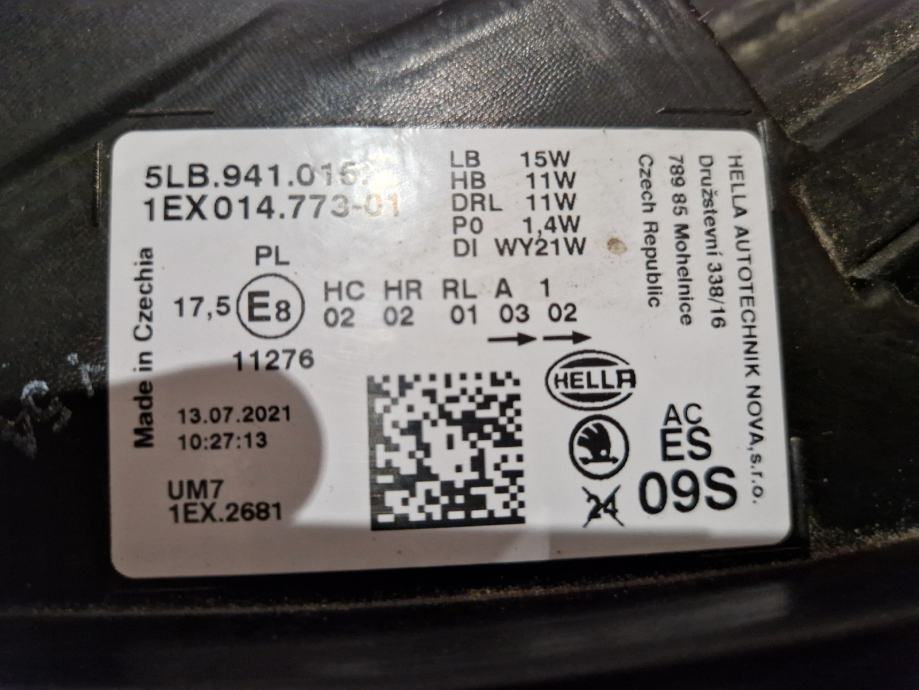 5LB.941.015
1EX014.773-01
LB 15W
HB 11W
DRL 11W
P0 1,4W
DI WY21W
HELLA AUTOTECHNIK NOVA,s.r.o.
Družstevní 338/16
789 85 Mohelnice
Czech Republic
Made in Czechia
PL
17,5 E8
11276
HC HR RL A 1
02 02 01 03 02
13.07.2021
10:27:13
UM7
1EX.2681
HELLA
AC
ES
09S
24